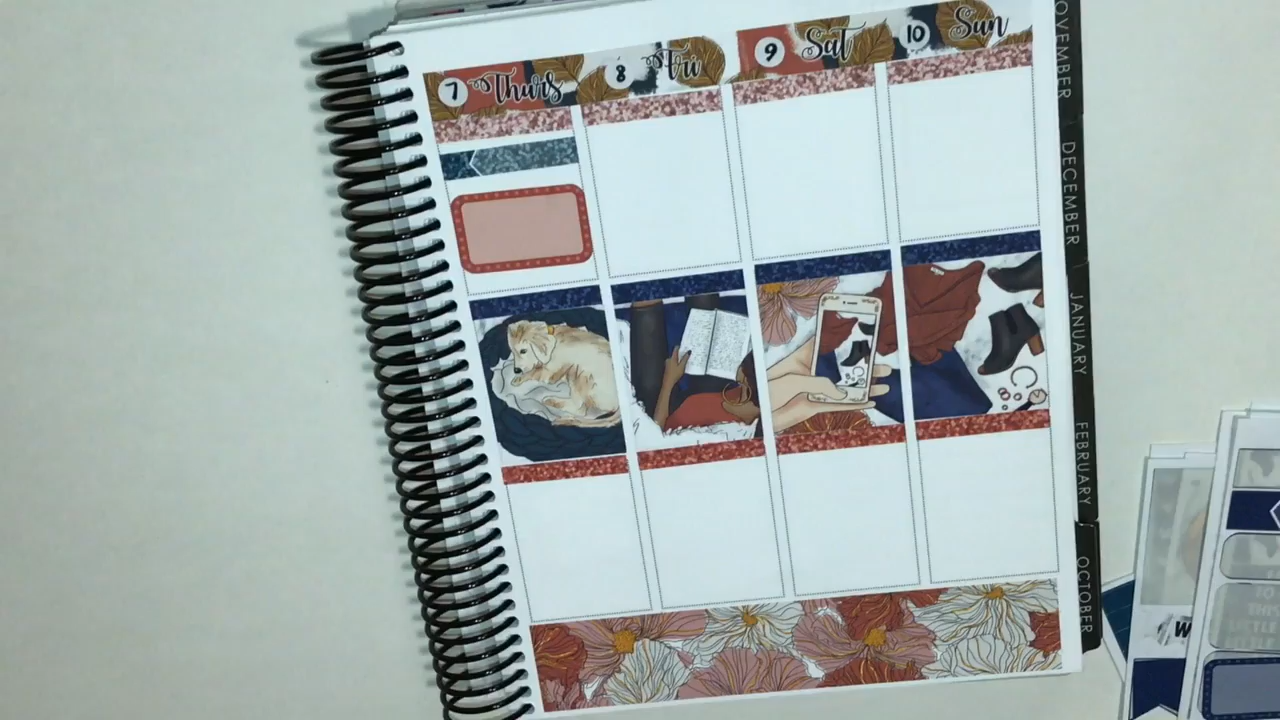 7 Thurs 8 Fri 9 Sat 10 Sun
NOVEMBER
DECEMBER
JANUARY
FEBRUARY
OCTOBER